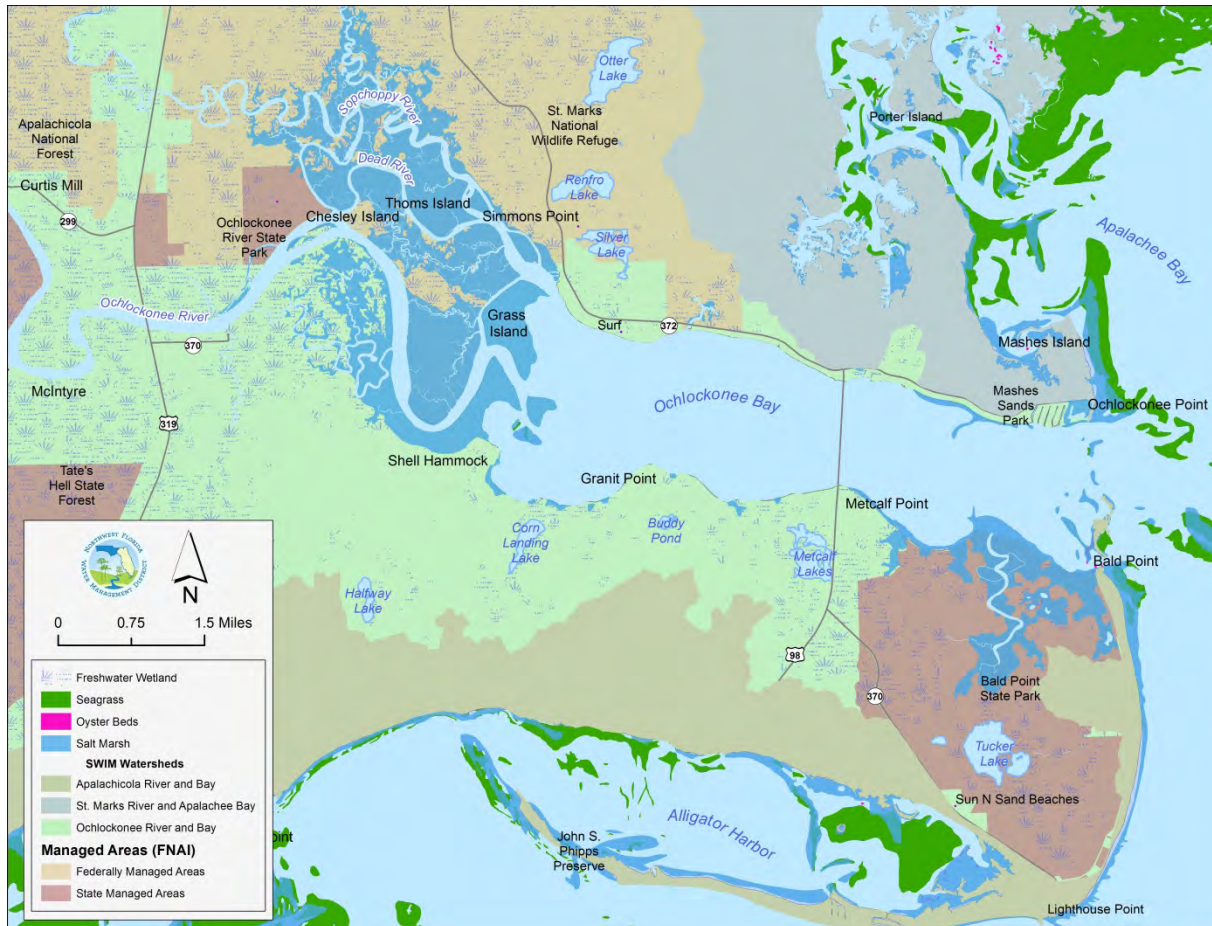 Otter
Lake
Sopchoppy River
St. Marks
National
Wildlife Refuge
Porter Island
Apalachicola
National
Forest
Dead River
Curtis Mill
Renfro
Lake
299
Thoms Island
Chesley Island
Simmons Point
Ochlockonee
River State
Park
Silver
Lake
Apalachee Bay
Ochlockonee River
Grass
Island
Surf
372
370
Mashes Island
McIntyre
Mashes
Sands
Park
Ochlockonee Bay
Ochlockonee Point
319
Shell Hammock
Tate's
Hell State
Forest
Granit Point
Metcalf Point
Corn
Landing
Lake
Buddy
Pond
Metcalf
Lakes
Bald Point
Halfway
Lake
98
370
Bald Point
State Park
Tucker
Lake
Sun N Sand Beaches
Alligator Harbor
John S.
Phipps
Preserve
Lighthouse Point
NORTHWEST FLORIDA
WATER MANAGEMENT DISTRICT
N
0 0.75 1.5 Miles
Freshwater Wetland
Seagrass
Oyster Beds
Salt Marsh
SWIM Watersheds
Apalachicola River and Bay
St. Marks River and Apalachee Bay
Ochlockonee River and Bay
oint
Managed Areas (FNAI)
Federally Managed Areas
State Managed Areas